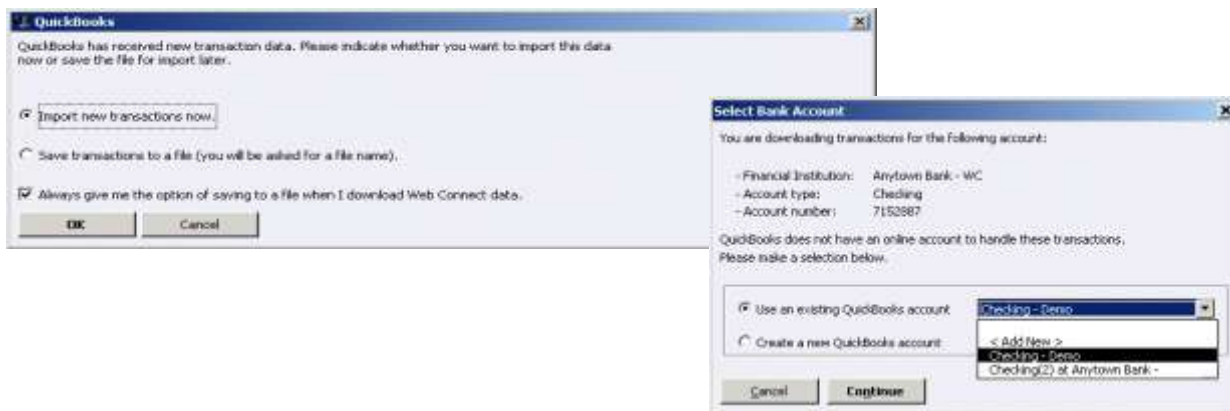 QuickBooks
QuickBooks has received new transaction data. Please indicate whether you want to import this data
now or save the file for import later.
Import new transactions now.
Save transactions to a file (you will be asked for a file name).
Always give me the option of saving to a file when I download Web Connect data.
OK
Cancel
Select Bank Account
You are downloading transactions for the following account:
- Financial Institution: Anytown Bank - WC
- Account type: Checking
- Account number: 7152887
QuickBooks does not have an online account to handle these transactions.
Please make a selection below.
Use an existing QuickBooks account
Checking - Demo
Create a new QuickBooks account
< Add New >
Checking - Demo
Checking(2) at Anytown Bank -
Cancel
Continue